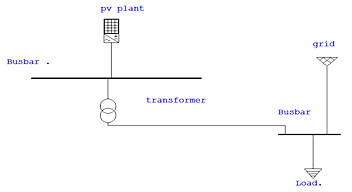 pv plant
grid
Busbar .
transformer
Busbar
Load.